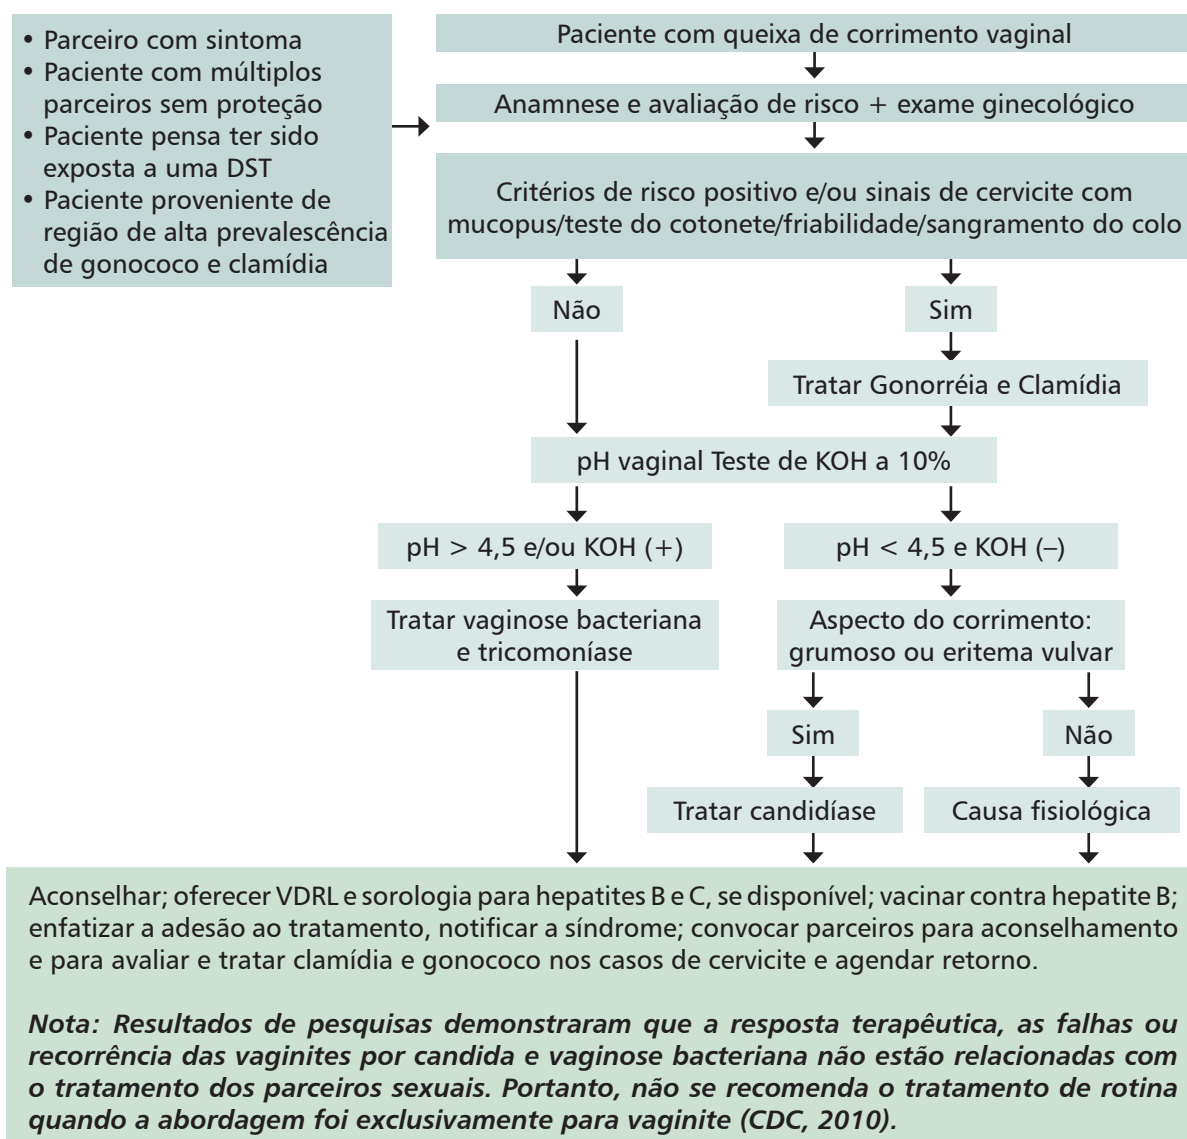 • Parceiro com sintoma
• Paciente com múltiplos
parceiros sem proteção
• Paciente pensa ter sido
exposta a uma DST
• Paciente proveniente de
região de alta prevalescência
de gonococo e clamídia
Paciente com queixa de corrimento vaginal
Anamnese e avaliação de risco + exame ginecológico
Critérios de risco positivo e/ou sinais de cervicite com
mucopus/teste do cotonete/friabilidade/sangramento do colo
Não
Sim
Tratar Gonorréia e Clamídia
pH vaginal Teste de KOH a 10%
pH > 4,5 e/ou KOH (+)
pH < 4,5 e KOH (–)
Tratar vaginose bacteriana
e tricomoníase
Aspecto do corrimento:
grumoso ou eritema vulvar
Sim
Não
Tratar candidíase
Causa fisiológica
Aconselhar; oferecer VDRL e sorologia para hepatites B e C, se disponível; vacinar contra hepatite B;
enfatizar a adesão ao tratamento, notificar a síndrome; convocar parceiros para aconselhamento
e para avaliar e tratar clamídia e gonococo nos casos de cervicite e agendar retorno.
Nota: Resultados de pesquisas demonstraram que a resposta terapêutica, as falhas ou
recorrência das vaginites por candida e vaginose bacteriana não estão relacionadas com
o tratamento dos parceiros sexuais. Portanto, não se recomenda o tratamento de rotina
quando a abordagem foi exclusivamente para vaginite (CDC, 2010).